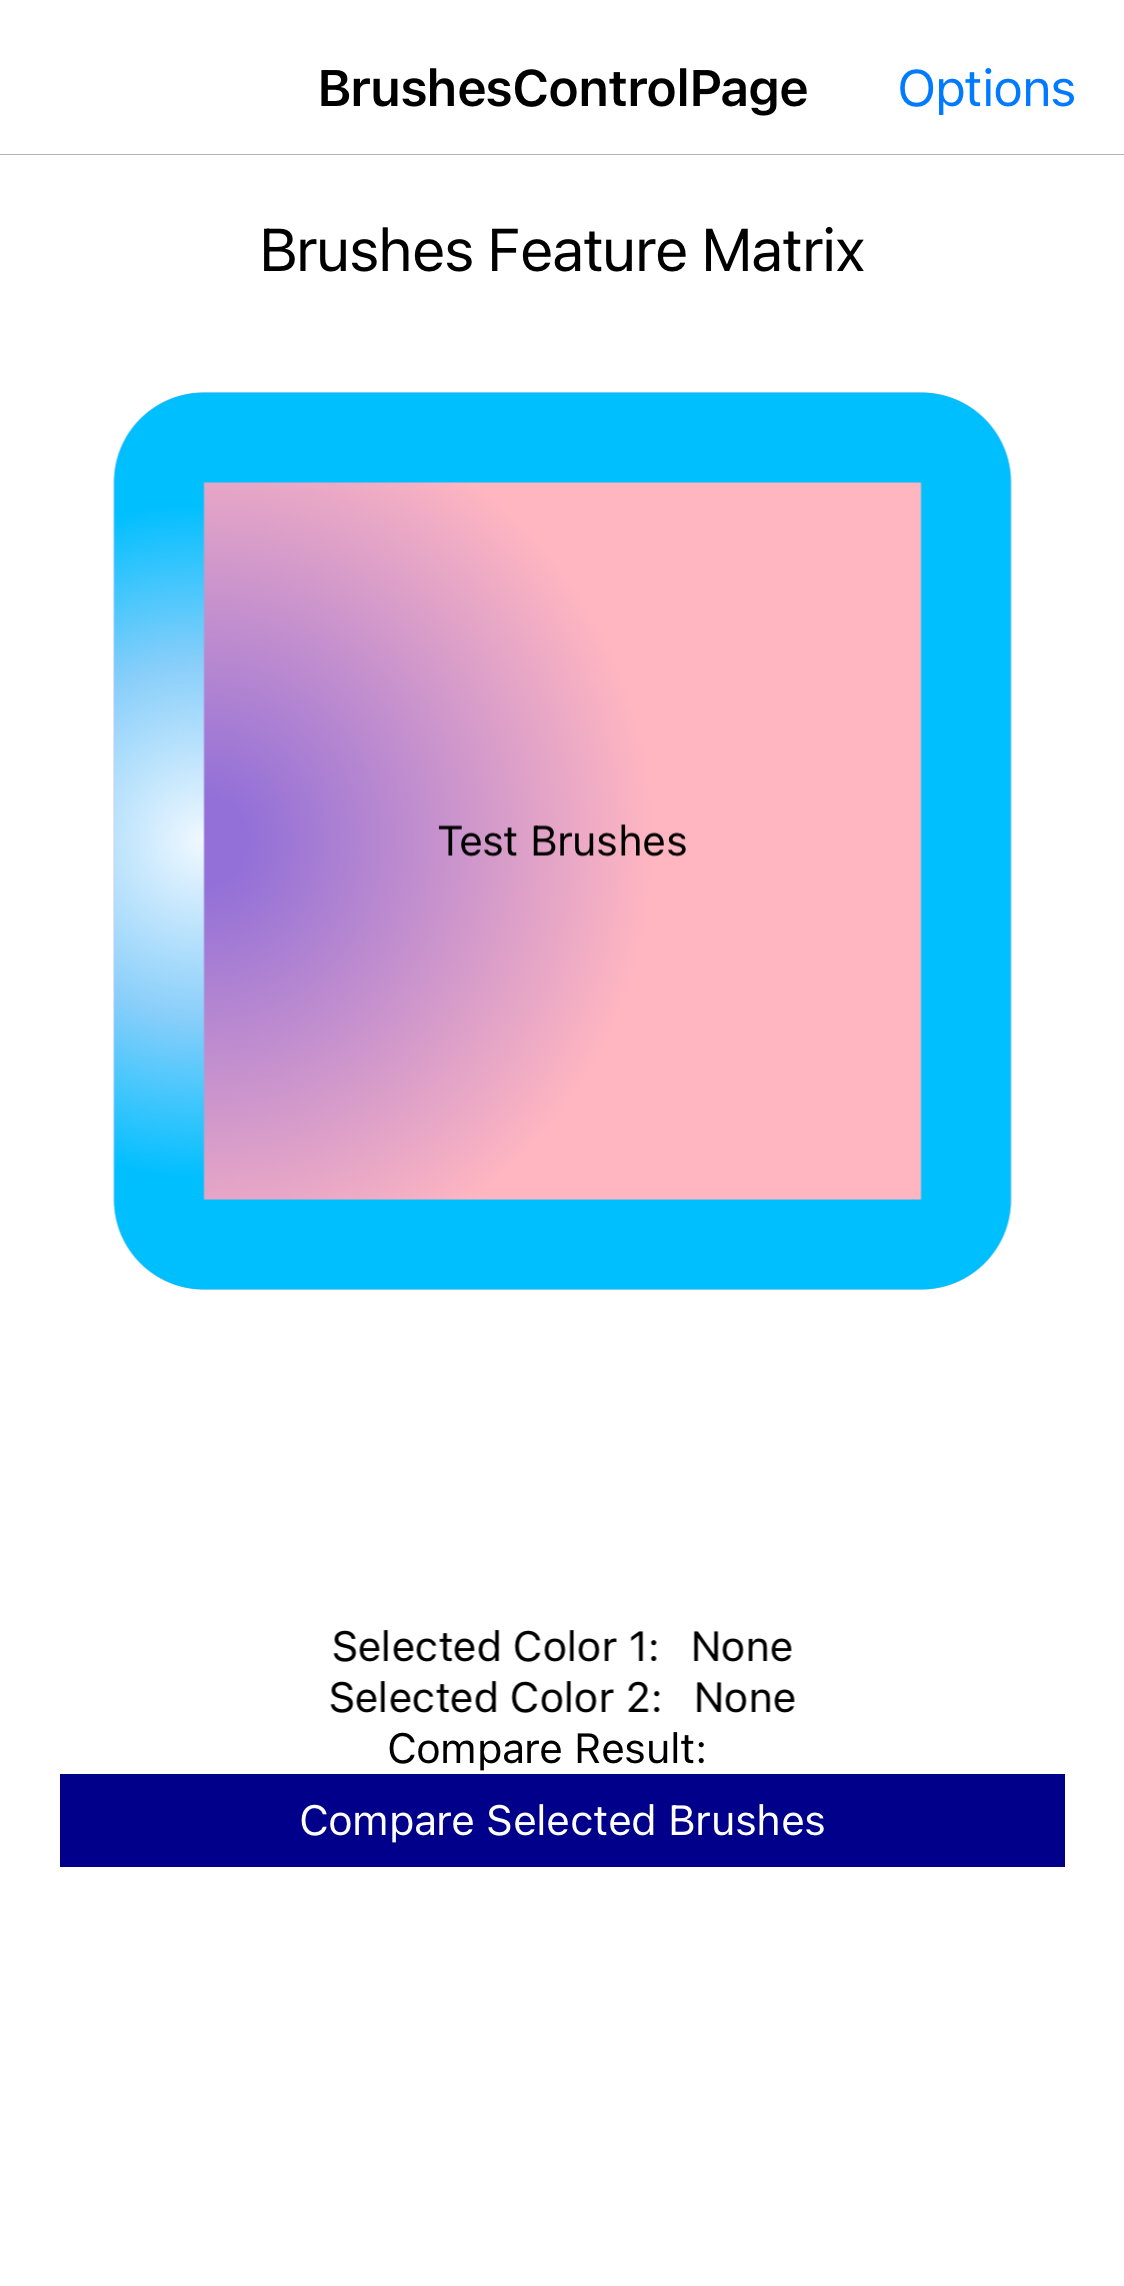 BrushesControlPage Options
Brushes Feature Matrix
Test Brushes
Selected Color 1: None
Selected Color 2: None
Compare Result:
Compare Selected Brushes